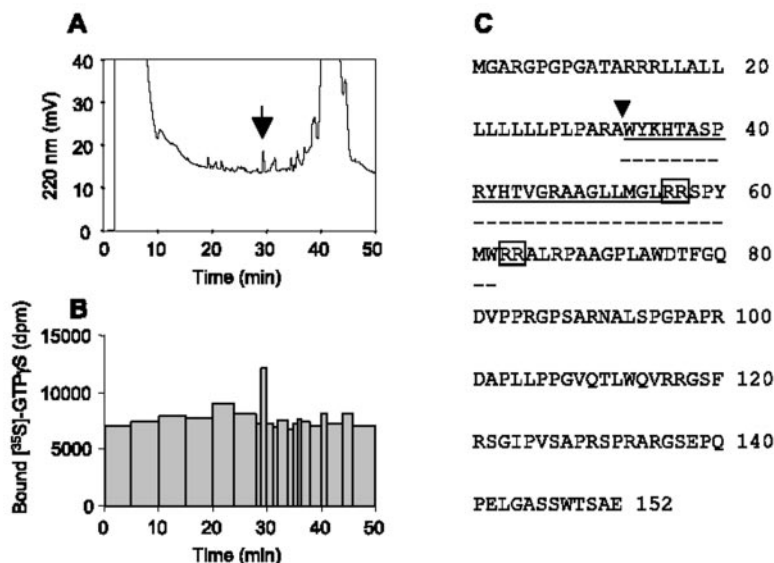 A
40
30
20
10
0
220 nm (mV)
0 10 20 30 40 50
Time (min)
B
15000
10000
5000
0
Bound [³⁵S]-GTPγS (dpm)
0 10 20 30 40 50
Time (min)
C
MGARGPGPGATARRRLLALL 20
LLLLLLPLPARAWYKHTASP 40
RYHTVGRAAGLLMGLRRSPY 60
MWRRALRPAAGPLAWDTFGQ 80
DVPPRGPSARNALSPGPAPR 100
DAPLLPPGVQTLWQVRRGSF 120
RSGIPVSAPRSPRARGSEPQ 140
PELGASSWTSAE 152